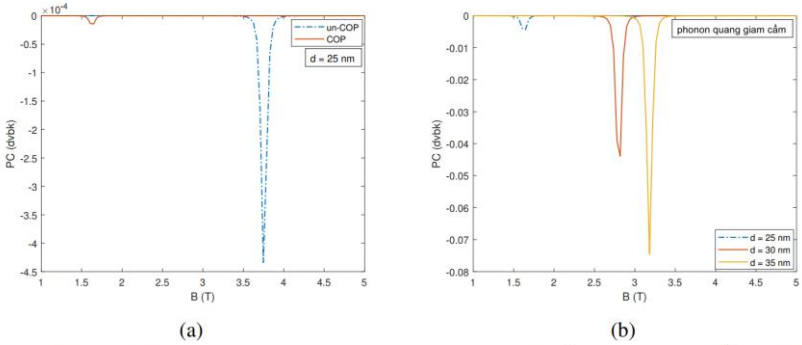 ×10⁻⁴
0
-0.5
-1
-1.5
-2
-2.5
-3
-3.5
-4
-4.5
PC (dvbk)
1
1.5
2
2.5
3
3.5
4
4.5
5
B (T)
un-COP
COP
d = 25 nm
(a)
0
-0.01
-0.02
-0.03
-0.04
-0.05
-0.06
-0.07
-0.08
PC (dvbk)
1
1.5
2
2.5
3
3.5
4
4.5
5
B (T)
phonon quang giam cầm
d = 25 nm
d = 30 nm
d = 35 nm
(b)